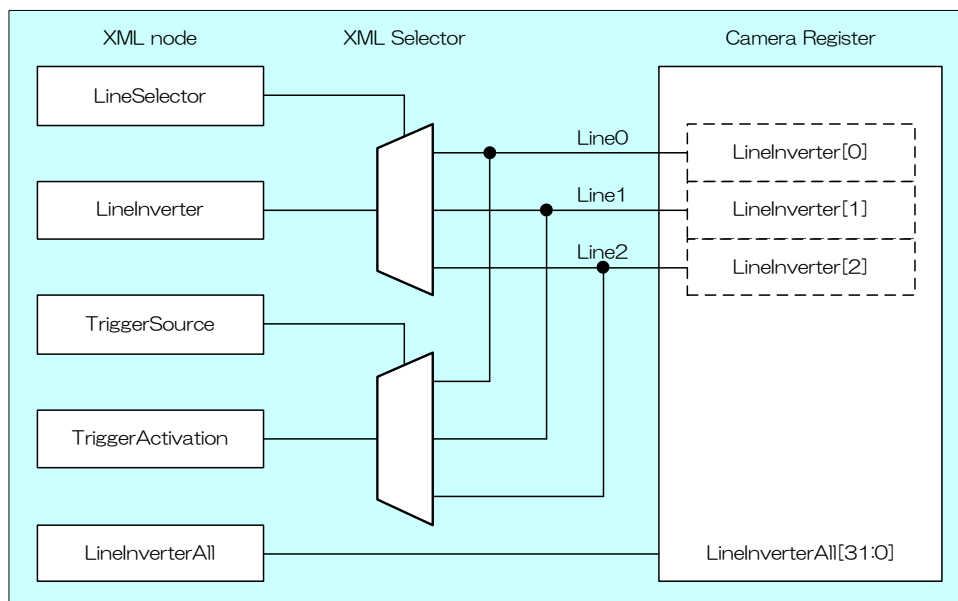 XML node
XML Selector
Camera Register
LineSelector
Line0
LineInverter[0]
LineInverter
Line1
LineInverter[1]
Line2
LineInverter[2]
TriggerSource
TriggerActivation
LineInverterAll
LineInverterAll[31:0]